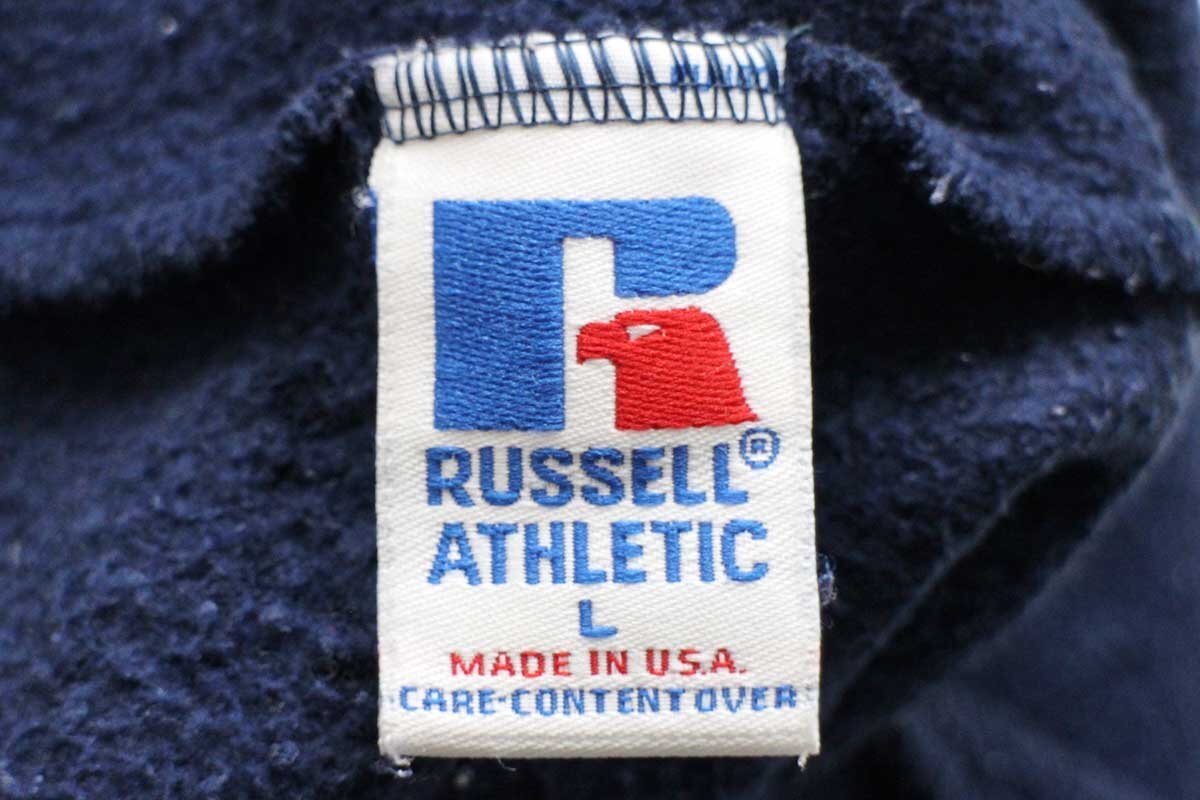 RUSSELL®
ATHLETIC
L
MADE IN U.S.A.
CARE-CONTENT OVER